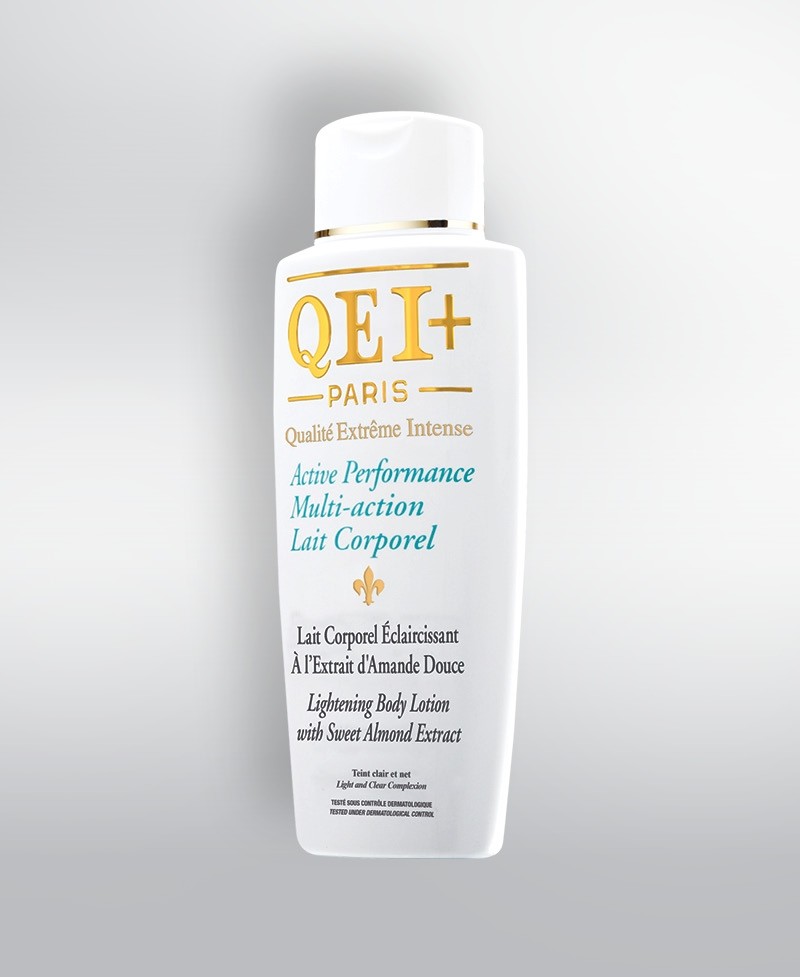 QEI+
PARIS
Qualité Extrême Intense
Active Performance
Multi-action
Lait Corporel
Lait Corporel Éclaircissant
À l'Extrait d'Amande Douce
Lightening Body Lotion
with Sweet Almond Extract
Teint clair et net
Light and Clear Complexion
TESTÉ SOUS CONTRÔLE DERMATOLOGIQUE
TESTED UNDER DERMATOLOGICAL CONTROL